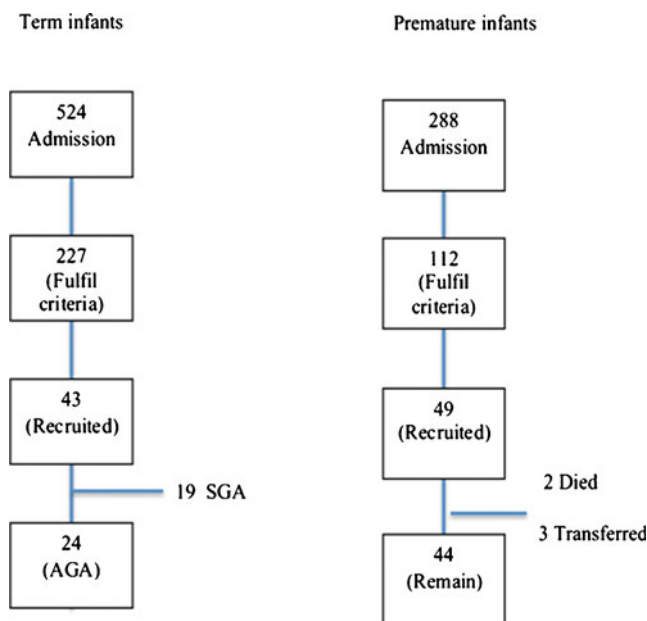 Term infants
524
Admission
227
(Fulfil
criteria)
43
(Recruited)
19 SGA
24
(AGA)
Premature infants
288
Admission
112
(Fulfil
criteria)
49
(Recruited)
2 Died
3 Transferred
44
(Remain)